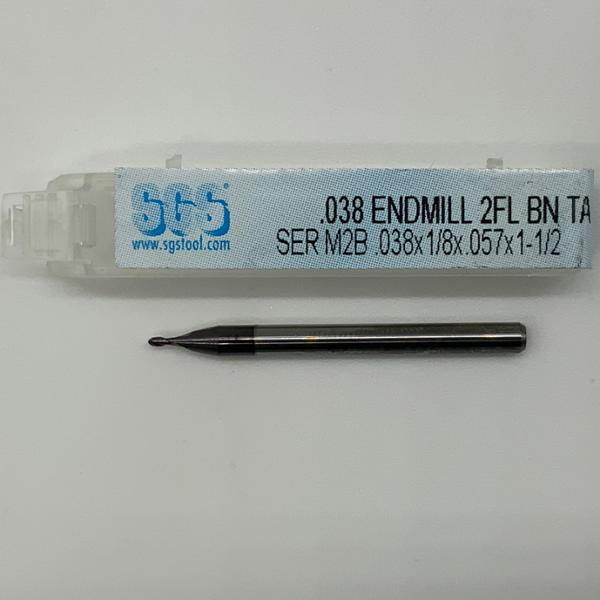 SGS
www.sgstool.com
.038 ENDMILL 2FL BN TA
SER M2B .038x1/8x.057x1-1/2